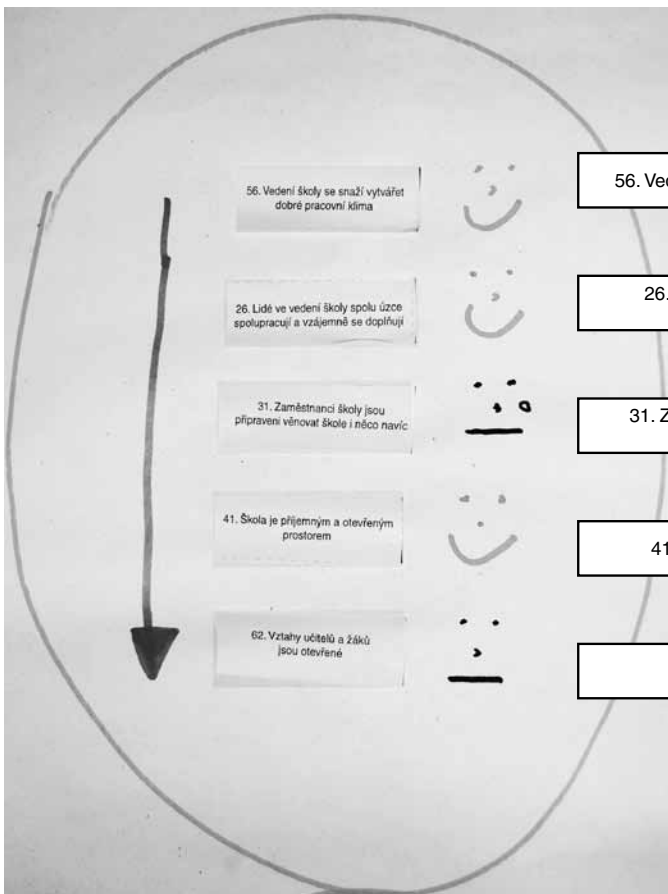 56. Vedení školy se snaží vytvářet
dobré pracovní klima
56. Ved
26. Lidé ve vedení školy spolu úzce
spolupracují a vzájemně se doplňují
26.
31. Zaměstnanci školy jsou
připraveni věnovat škole i něco navíc
31. Z
41. Škola je příjemným a otevřeným
prostorem
41
62. Vztahy učitelů a žáků
jsou otevřené